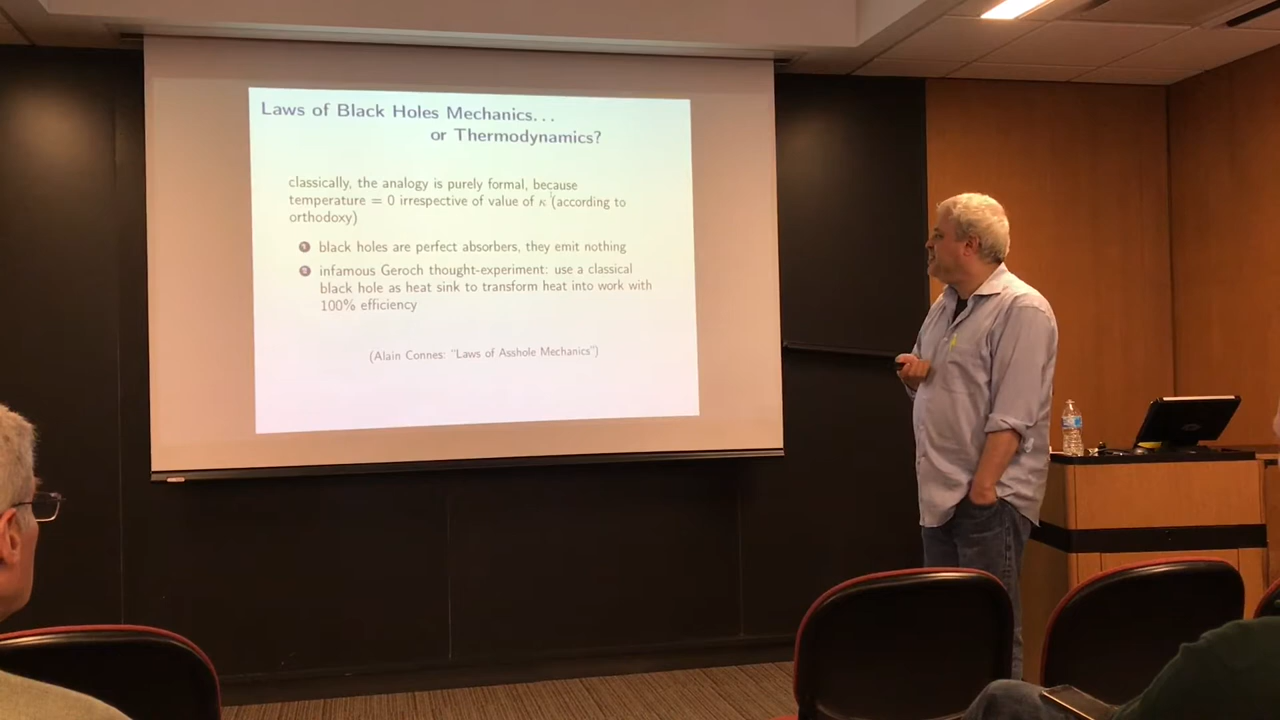 Laws of Black Holes Mechanics...
or Thermodynamics?
classically, the analogy is purely formal, because
temperature = 0 irrespective of value of κ (according to
orthodoxy)
1 black holes are perfect absorbers, they emit nothing
2 infamous Geroch thought-experiment: use a classical
black hole as heat sink to transform heat into work with
100% efficiency
(Alain Connes: "Laws of Asshole Mechanics")